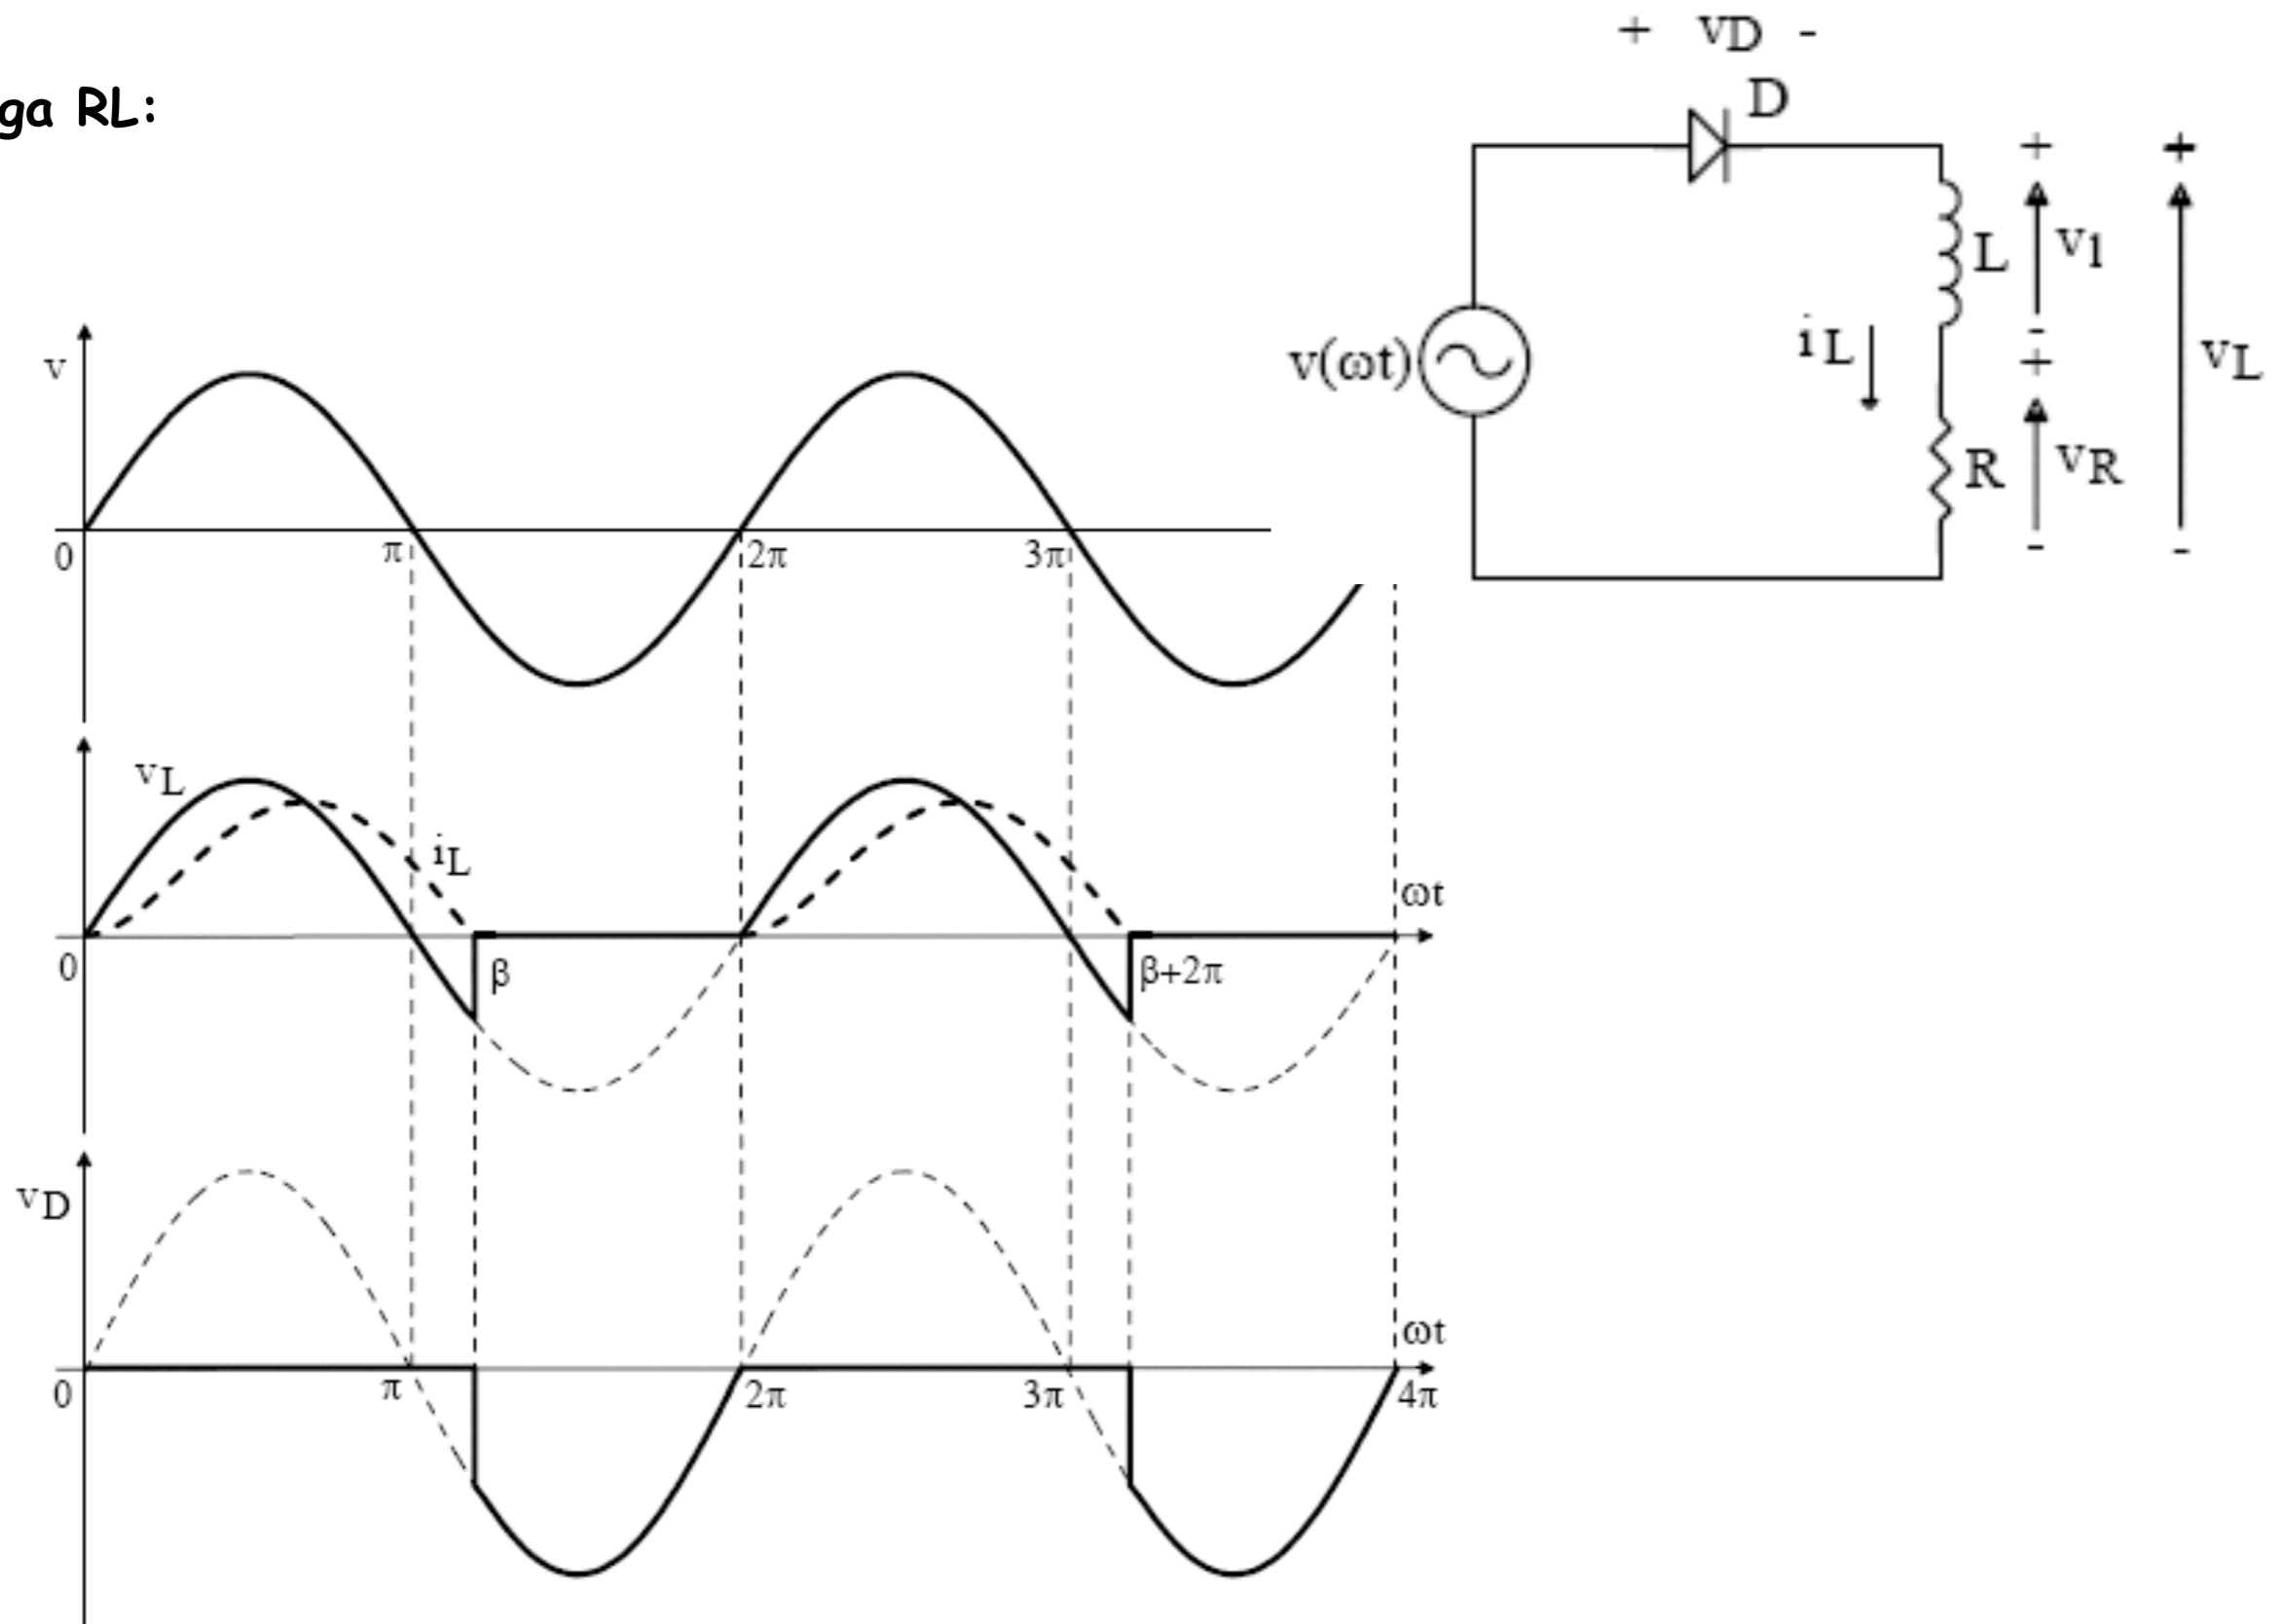 ga RL:
+ vD -
D
+ +
L vl
-
iL +
v(ωt) vL
R vR
- -
v
0 π 2π 3π
vL
iL
ωt
0 β β+2π
vD
ωt
0 π 2π 3π 4π